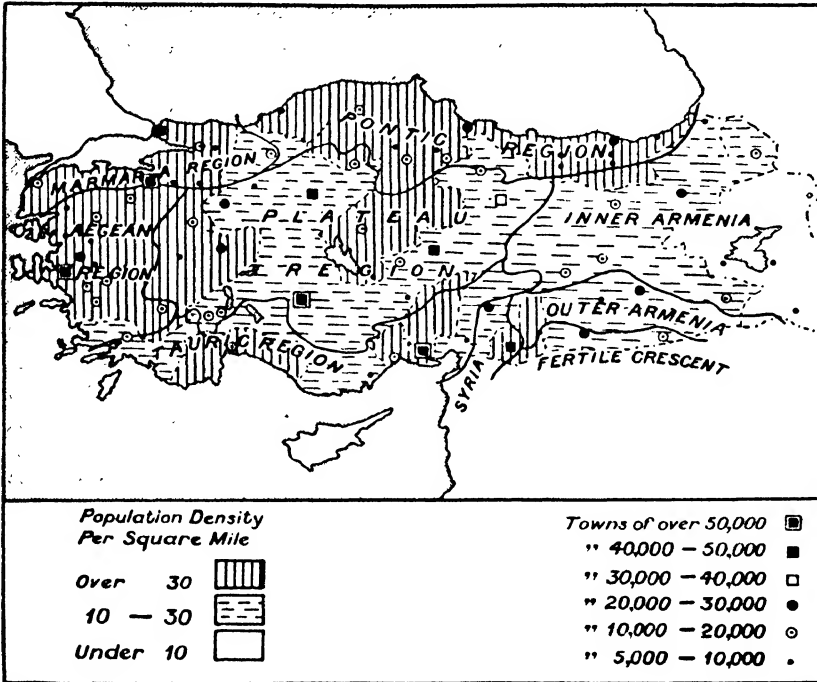 PONTIC
REGION
REGION
MARMARA
PLATEAU
INNER ARMENIA
AEGEAN
REGION
REGION
OUTER ARMENIA
TAURIC REGION
FERTILE CRESCENT
SYRIA
Population Density
Per Square Mile
Over 30
10 — 30
Under 10
Towns of over 50,000
" 40,000 — 50,000
" 30,000 — 40,000
" 20,000 — 30,000
" 10,000 — 20,000
" 5,000 — 10,000